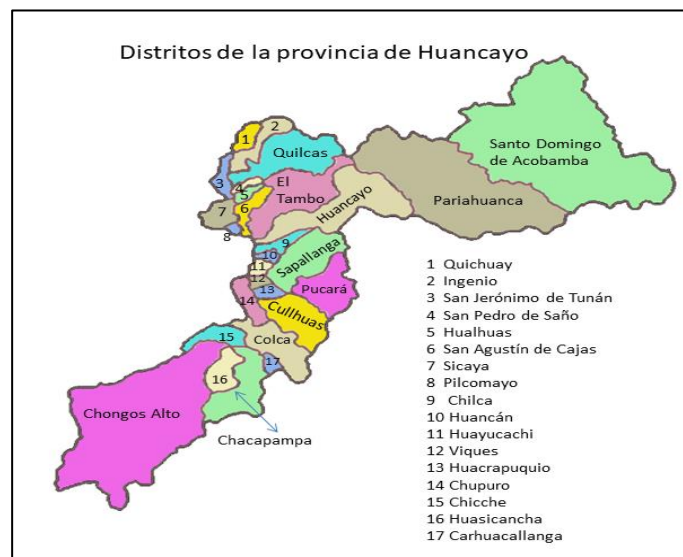 Distritos de la provincia de Huancayo
1
2
Quilcas
Santo Domingo
de Acobamba
3
4
5
El
Tambo
6
7
8
Huancayo
Pariahuanca
9
10
Sapallanga
11
12
13
Pucará
14
Cullhuas
15
Colca
16
17
Chongos Alto
Chacapampa
1 Quichuay
2 Ingenio
3 San Jerónimo de Tunán
4 San Pedro de Saño
5 Hualhuas
6 San Agustín de Cajas
7 Sicaya
8 Pilcomayo
9 Chilca
10 Huancán
11 Huayucachi
12 Viques
13 Huacrapuquio
14 Chupuro
15 Chicche
16 Huasicancha
17 Carhuacallanga